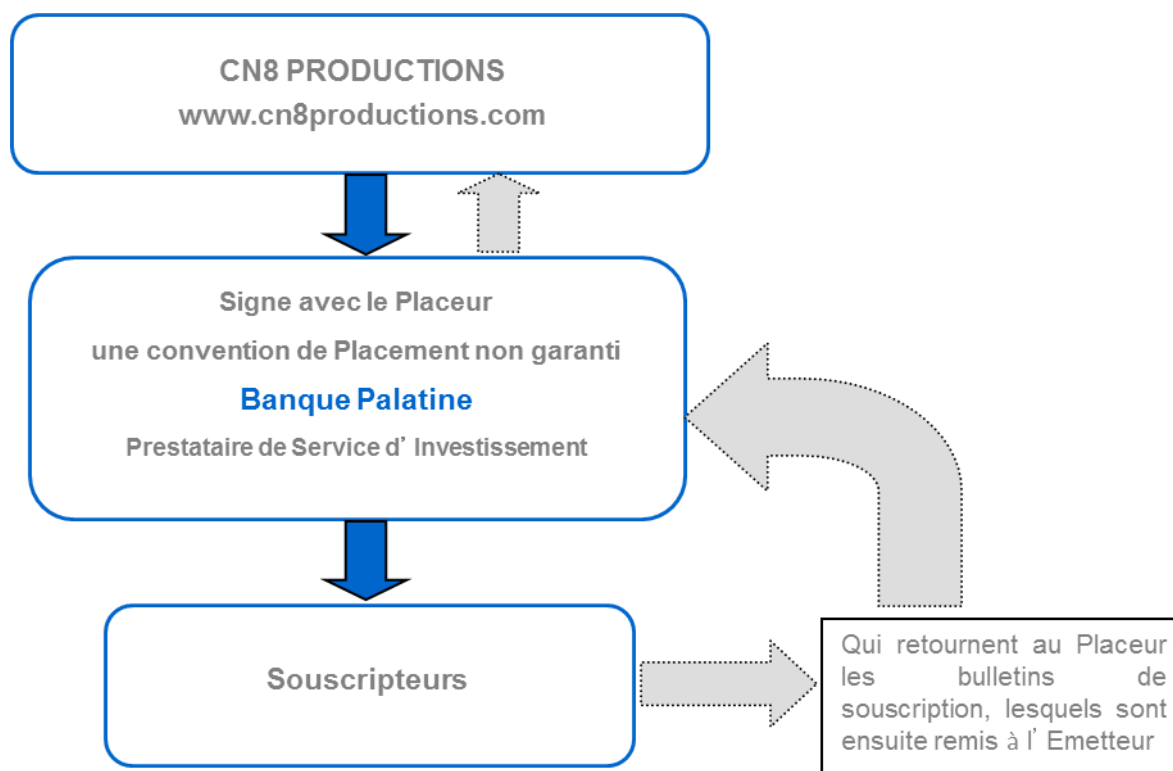 CN8 PRODUCTIONS
www.cn8productions.com
Signe avec le Placeur
une convention de Placement non garanti
Banque Palatine
Prestataire de Service d' Investissement
Souscripteurs
Qui retournent au Placeur
les bulletins de
souscription, lesquels sont
ensuite remis à l' Emetteur